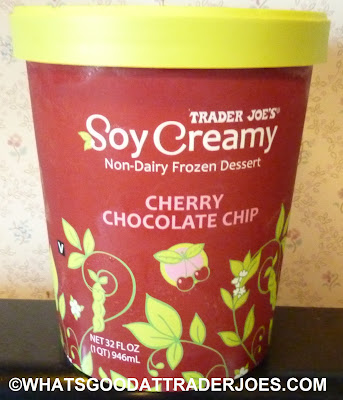 TRADER JOE'S®
Soy Creamy
Non-Dairy Frozen Dessert
CHERRY
CHOCOLATE CHIP
V
NET 32 FL OZ
(1 QT) 946mL
©WHATSGOODATTRADERJOES.COM